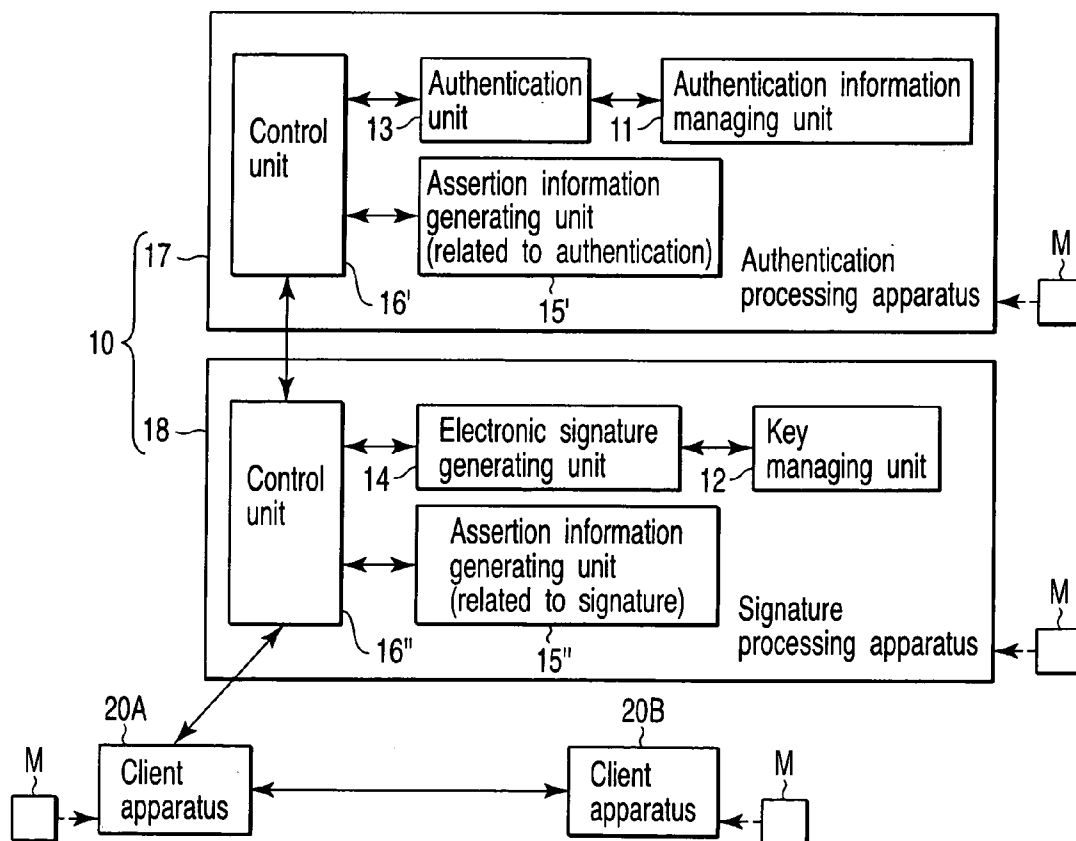 Control
unit
Authentication
unit
13
Authentication information
managing unit
11
Assertion information
generating unit
(related to authentication)
15'
16'
Authentication
processing apparatus
M
17
10
18
Control
unit
Electronic signature
generating unit
14
Key
managing unit
12
Assertion information
generating unit
(related to signature)
15"
16"
Signature
processing apparatus
M
20A
Client
apparatus
M
20B
Client
apparatus
M